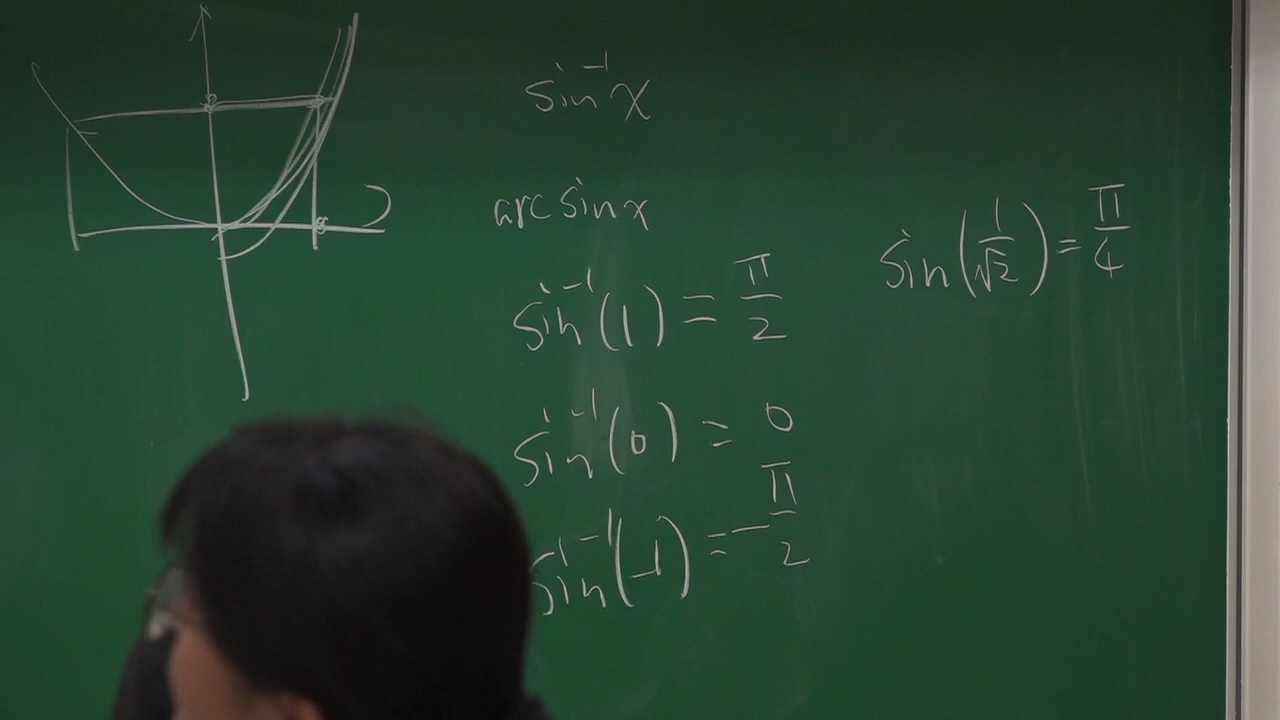 sin⁻¹x
arcsinx
sin⁻¹(1) = π/2
sin⁻¹(0) = 0
sin⁻¹(-1) = -π/2
sin(1/√2) = π/4